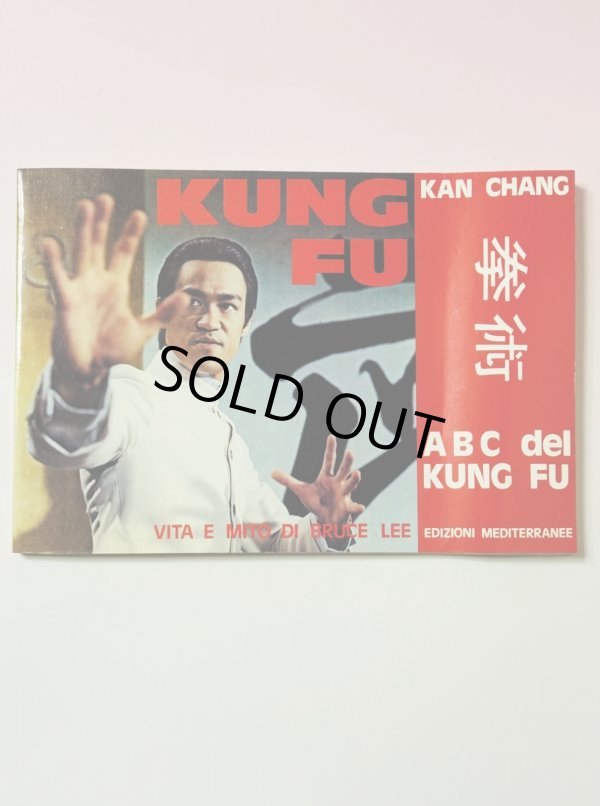 KUNG
FU
KAN CHANG
拳術
SOLD OUT
ABC del
KUNG FU
VITA E MITO DI BRUCE LEE
EDIZIONI MEDITERRANEE